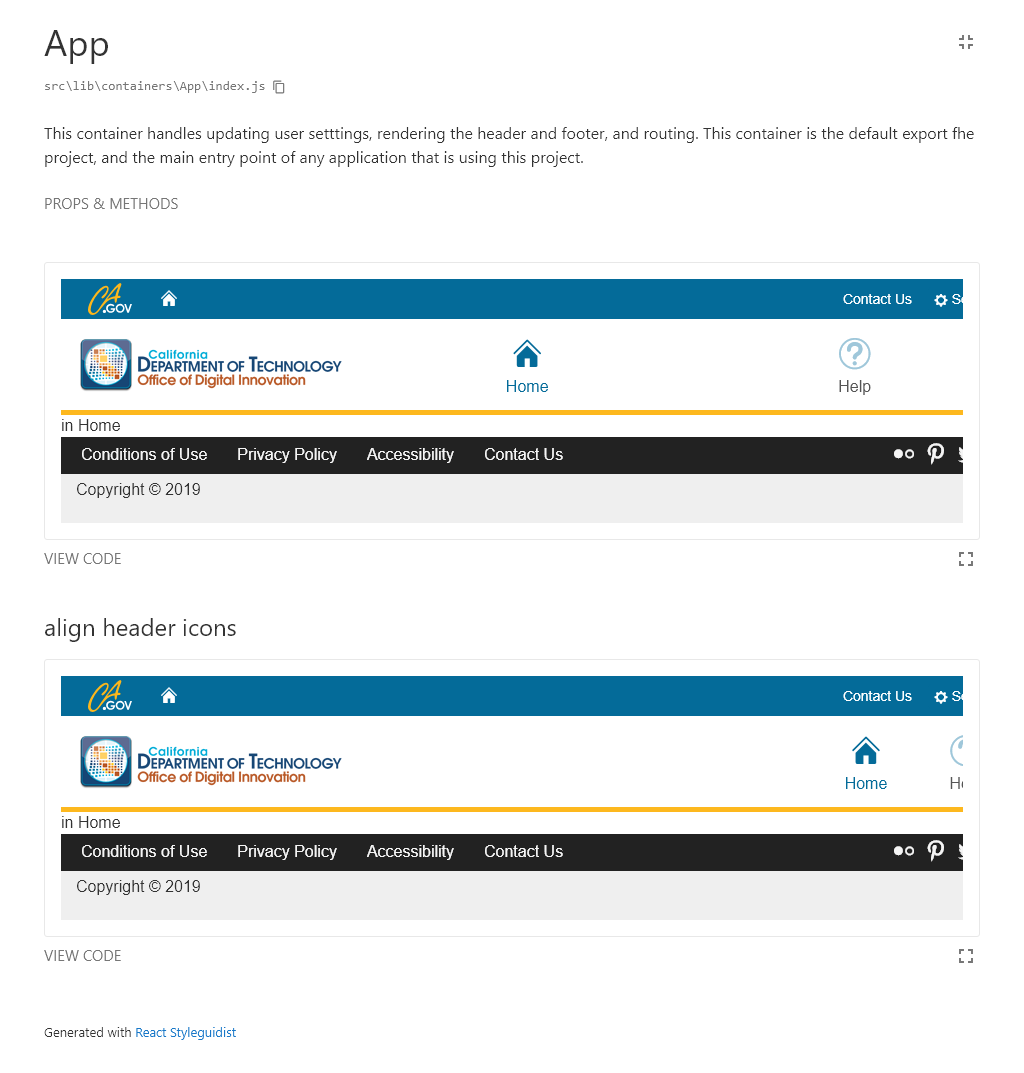 App
src\lib\containers\App\index.js
This container handles updating user setttings, rendering the header and footer, and routing. This container is the default export fhe
project, and the main entry point of any application that is using this project.
PROPS & METHODS
CA.GOV Contact Us
California
DEPARTMENT OF TECHNOLOGY
Office of Digital Innovation
Home Help
in Home
Conditions of Use Privacy Policy Accessibility Contact Us
Copyright © 2019
VIEW CODE
align header icons
CA.GOV Contact Us
California
DEPARTMENT OF TECHNOLOGY
Office of Digital Innovation
Home
in Home
Conditions of Use Privacy Policy Accessibility Contact Us
Copyright © 2019
VIEW CODE
Generated with React Styleguidist